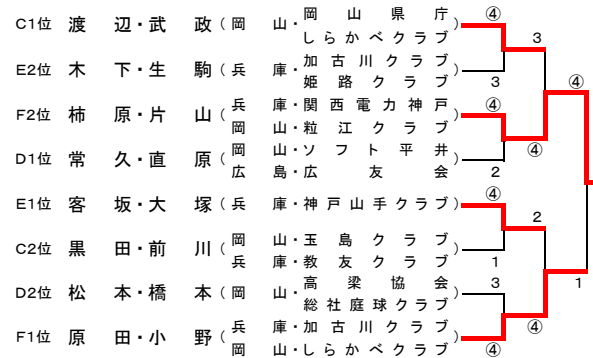 C1位 渡 辺・武 政 (岡 山・岡山県庁 しらかべクラブ) ④
3
E2位 木 下・生 駒 (兵 庫・加古川クラブ 姫路クラブ) 3
④
F2位 柿 原・片 山 (兵 庫・関西電力神戸 岡 山・粒江クラブ) ④
④
D1位 常 久・直 原 (岡 山・ソフト平井 広 島・広友会) 2
E1位 客 坂・大 塚 (兵 庫・神戸山手クラブ) ④
2
C2位 黒 田・前 川 (岡 山・玉島クラブ 兵 庫・教友クラブ) 1
1
D2位 松 本・橋 本 (岡 山・高梁協会 総社庭球クラブ) 3
④
F1位 原 田・小 野 (兵 庫・加古川クラブ 岡 山・しらかべクラブ) ④